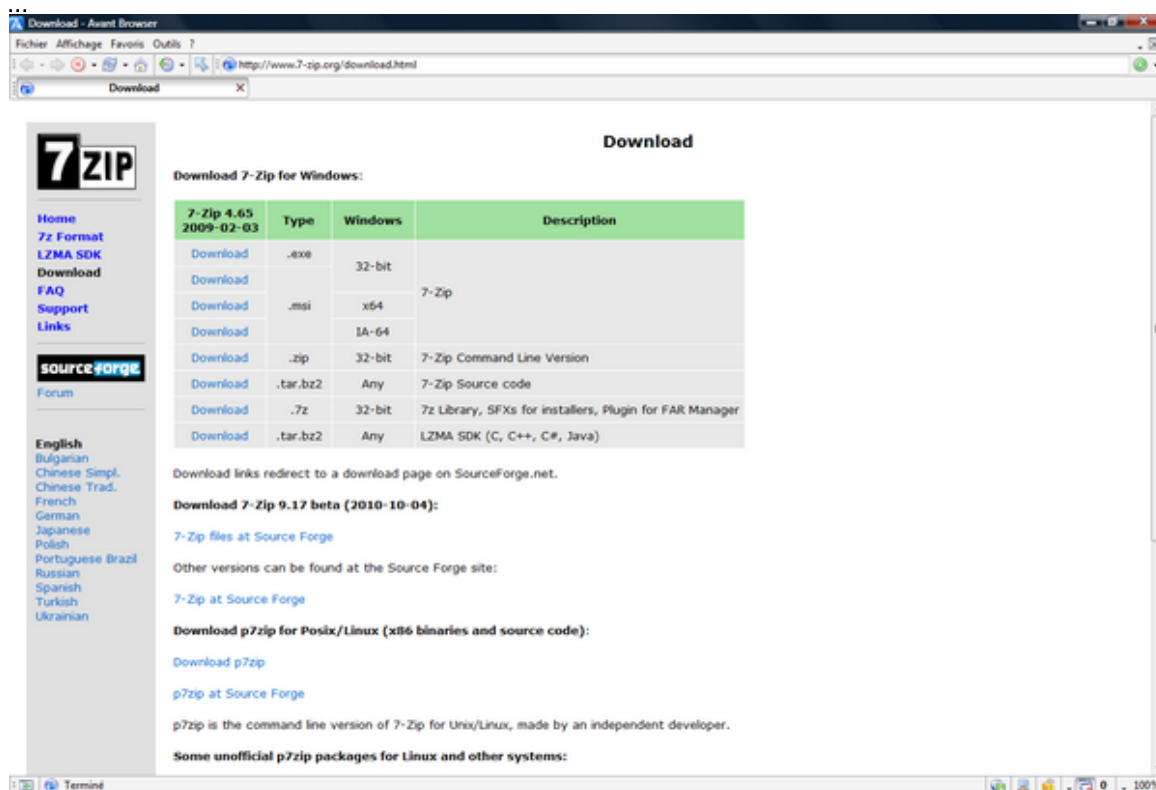 ...
Download - Avant Browser
Fichier Affichage Favoris Outils ?
http://www.7-zip.org/download.html
Download
7 ZIP
Home
7z Format
LZMA SDK
Download
FAQ
Support
Links
sourceforge
Forum
English
Bulgarian
Chinese Simpl.
Chinese Trad.
French
German
Japanese
Polish
Portuguese Brazil
Russian
Spanish
Turkish
Ukrainian
Download
Download 7-Zip for Windows:
7-Zip 4.65 2009-02-03 Type Windows Description
Download .exe 32-bit 7-Zip
Download
Download .msi x64
Download IA-64
Download .zip 32-bit 7-Zip Command Line Version
Download .tar.bz2 Any 7-Zip Source code
Download .7z 32-bit 7z Library, SFXs for installers, Plugin for FAR Manager
Download .tar.bz2 Any LZMA SDK (C, C++, C#, Java)
Download links redirect to a download page on SourceForge.net.
Download 7-Zip 9.17 beta (2010-10-04):
7-Zip files at Source Forge
Other versions can be found at the Source Forge site:
7-Zip at Source Forge
Download p7zip for Posix/Linux (x86 binaries and source code):
Download p7zip
p7zip at Source Forge
p7zip is the command line version of 7-Zip for Unix/Linux, made by an independent developer.
Some unofficial p7zip packages for Linux and other systems:
Terminé
0
100%